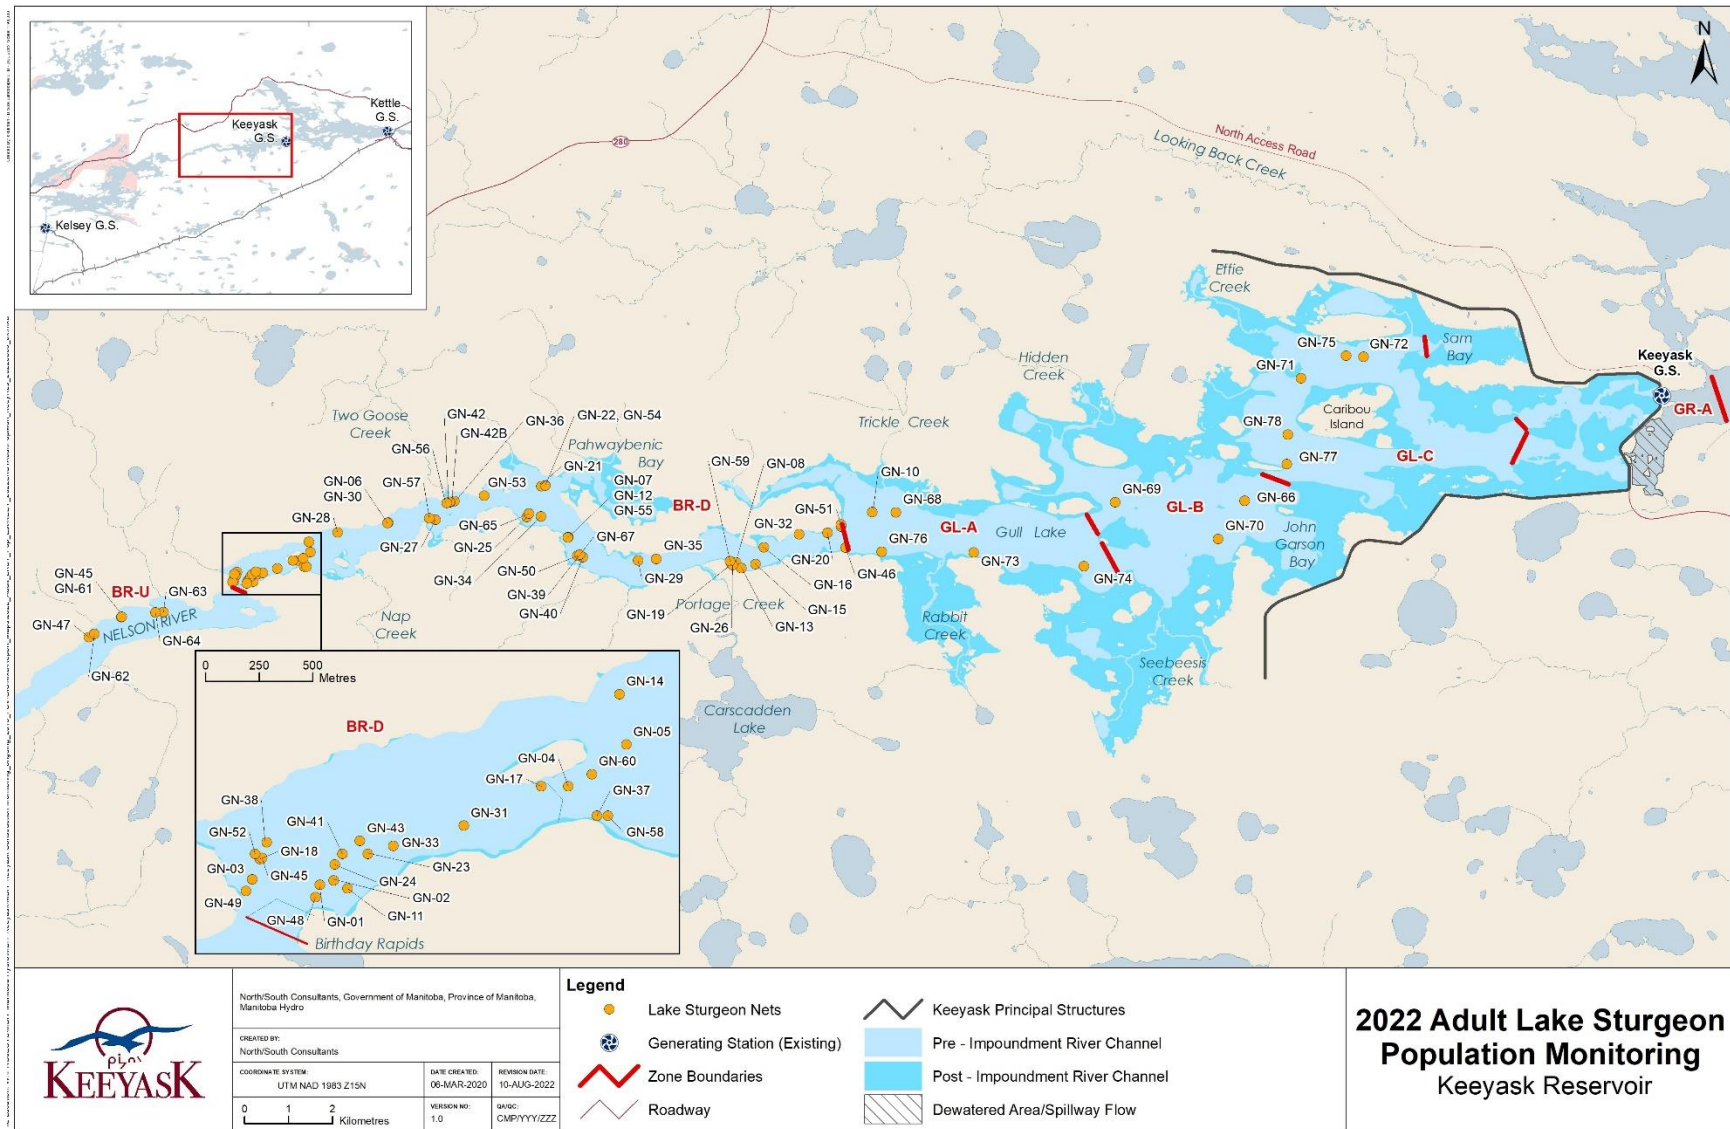 Kettle
G.S.
Keeyask
G.S.
Kelsey G.S.
N
280
North Access Road
Looking Back Creek
Effie
Creek
GN-75
GN-72
Sam
Bay
GN-71
Keeyask
G.S.
GR-A
Caribou
Island
GN-78
GL-C
GN-77
Hidden
Creek
GN-69
GL-B
GN-66
GN-70
John
Garson
Bay
Trickle Creek
GN-10
GN-68
GN-51
GL-A
Gull Lake
GN-76
GN-73
GN-74
GN-46
GN-20
GN-16
GN-15
GN-13
GN-32
GN-08
GN-59
BR-D
Pahwaybenic
Bay
GN-22, GN-54
GN-36
GN-42
GN-42B
Two Goose
Creek
GN-56
GN-57
GN-53
GN-21
GN-07
GN-12
GN-55
GN-06
GN-30
GN-28
GN-27
GN-25
GN-65
GN-34
GN-50
GN-39
GN-40
GN-67
GN-35
GN-29
GN-19
GN-26
Portage Creek
Rabbit
Creek
Seebeesis
Creek
Carscadden
Lake
Nap
Creek
GN-45
GN-61
BR-U
GN-63
GN-47
NELSON RIVER
GN-64
GN-62
0 250 500
Metres
BR-D
GN-14
GN-05
GN-04
GN-60
GN-17
GN-37
GN-31
GN-58
GN-38
GN-41
GN-43
GN-52
GN-33
GN-18
GN-23
GN-03
GN-45
GN-24
GN-02
GN-49
GN-11
GN-48
GN-01
Birthday Rapids
KEEYASK
North/South Consultants, Government of Manitoba, Province of Manitoba,
Manitoba Hydro
CREATED BY:
North/South Consultants
COORDINATE SYSTEM:
UTM NAD 1983 Z15N
DATE CREATED:
06-MAR-2020
REVISION DATE:
10-AUG-2022
0 1 2
Kilometres
VERSION NO:
1.0
QA/QC:
CMP/YYY/ZZZ
Legend
Lake Sturgeon Nets
Generating Station (Existing)
Zone Boundaries
Roadway
Keeyask Principal Structures
Pre - Impoundment River Channel
Post - Impoundment River Channel
Dewatered Area/Spillway Flow
2022 Adult Lake Sturgeon
Population Monitoring
Keeyask Reservoir